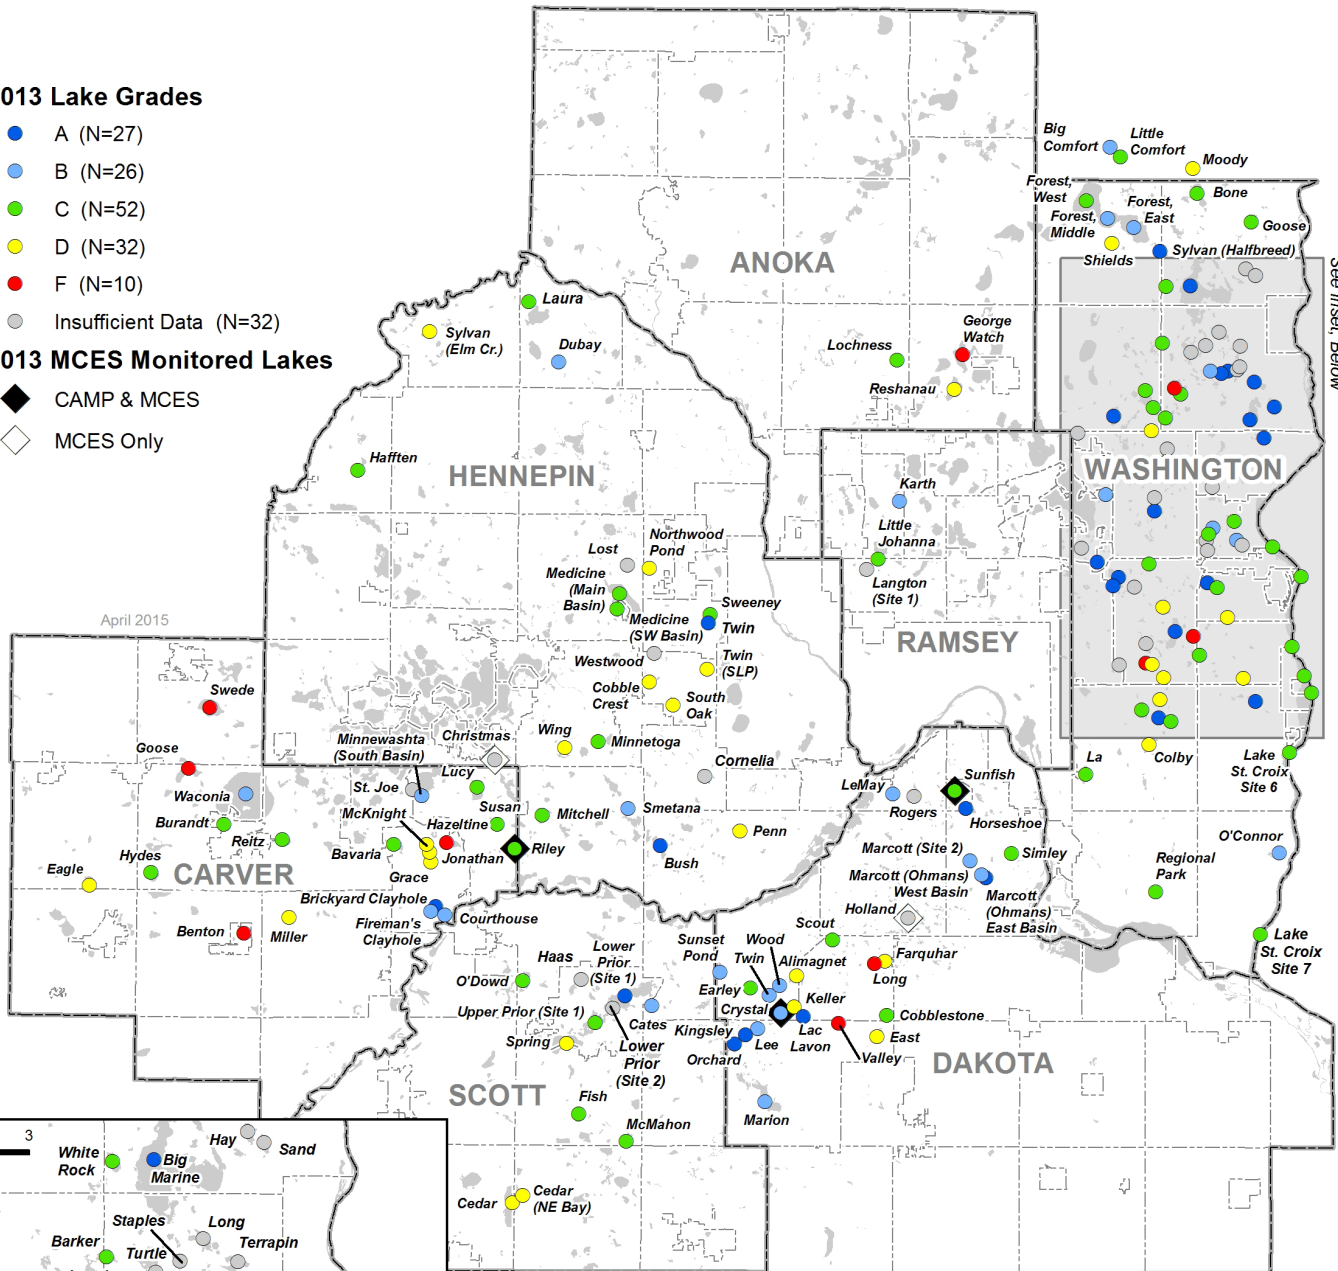 013 Lake Grades
A (N=27)
B (N=26)
C (N=52)
D (N=32)
F (N=10)
Insufficient Data (N=32)
013 MCES Monitored Lakes
CAMP & MCES
MCES Only
April 2015
Big
Comfort
Little
Comfort
Moody
Forest,
West
Bone
Forest,
Middle
Forest,
East
Goose
Shields
Sylvan (Halfbreed)
See Inset, Below
ANOKA
Laura
Sylvan
(Elm Cr.)
Dubay
Lochness
George
Watch
Reshanau
Hafften
HENNEPIN
WASHINGTON
Karth
Little
Johanna
Langton
(Site 1)
Lost
Northwood
Pond
Medicine
(Main
Basin)
Sweeney
Medicine
(SW Basin)
Twin
RAMSEY
Westwood
Twin
(SLP)
Cobble
Crest
South
Oak
Swede
Wing
Minnetoga
Minnewashta
(South Basin)
Christmas
Goose
Cornelia
La
Colby
Lake
St. Croix
Site 6
Lucy
St. Joe
Waconia
LeMay
Rogers
Sunfish
Horseshoe
McKnight
Susan
Hazeltine
Mitchell
Smetana
Burandt
Reitz
Penn
O'Connor
Bavaria
Jonathan
Riley
Bush
Marcott (Site 2)
Simley
Hydes
Eagle
CARVER
Grace
Marcott (Ohmans)
West Basin
Regional
Park
Brickyard Clayhole
Marcott
(Ohmans)
East Basin
Holland
Benton
Miller
Fireman's
Clayhole
Courthouse
Scout
Lower
Prior
(Site 1)
Haas
Sunset
Pond
Wood
Twin
Alimagnet
Farquhar
Lake
St. Croix
Site 7
O'Dowd
Long
Earley
Keller
Upper Prior (Site 1)
Cates
Crystal
Cobblestone
Kingsley
Lac
Lavon
Lee
East
Spring
Lower
Prior
(Site 2)
Orchard
Valley
DAKOTA
SCOTT
Fish
Marion
McMahon
3
Hay
Sand
White
Rock
Big
Marine
Cedar
Cedar
(NE Bay)
Staples
Long
Barker
Turtle
Terrapin